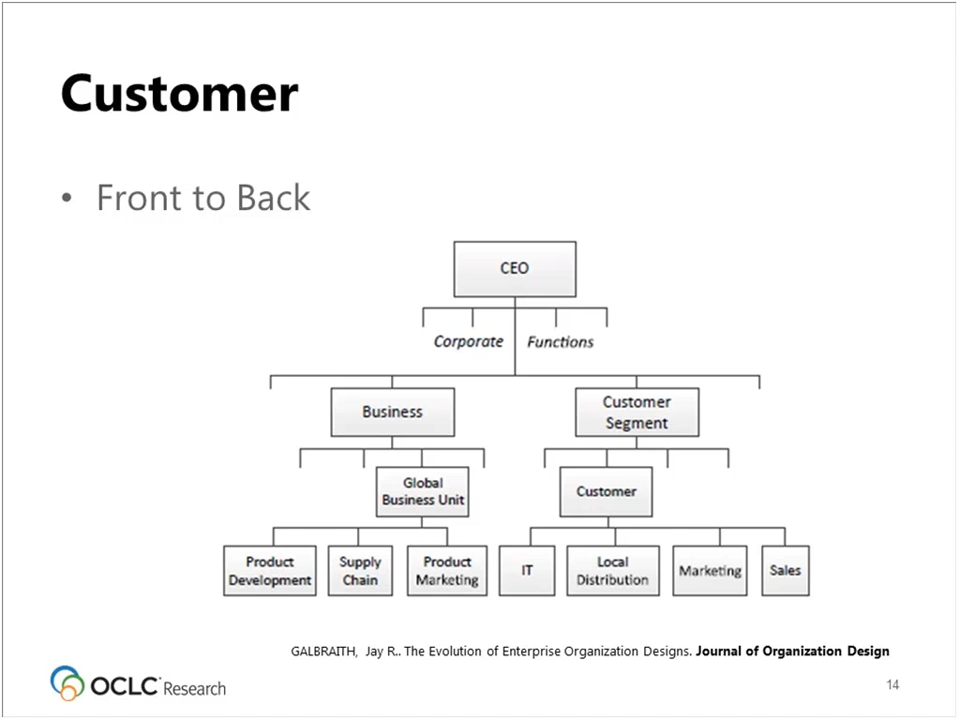 Customer
• Front to Back
CEO
Corporate Functions
Business
Customer
Segment
Global
Business Unit
Customer
Product
Development
Supply
Chain
Product
Marketing
IT
Local
Distribution
Marketing
Sales
GALBRAITH, Jay R.. The Evolution of Enterprise Organization Designs. Journal of Organization Design
OCLC Research
14